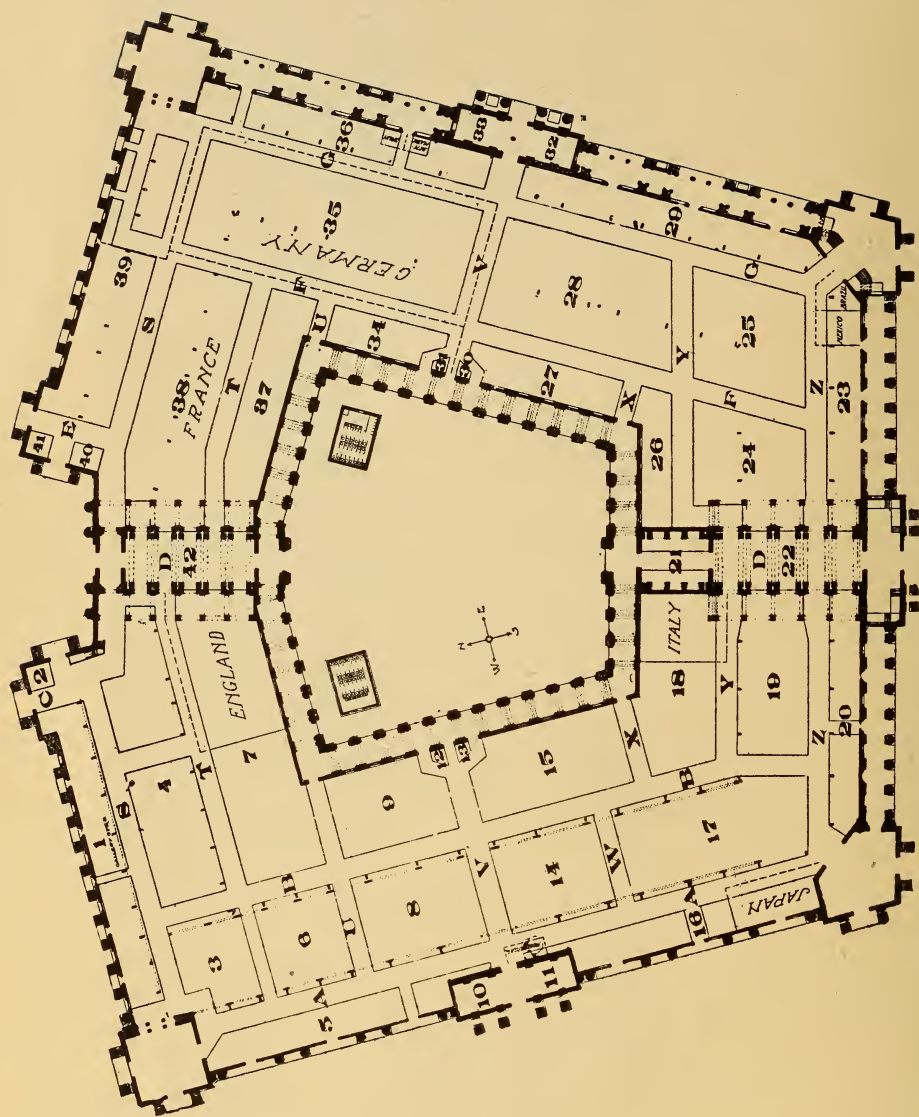 36
33
32
35
GERMANY
G
39
S
F
V
28
29
G
E
41
40
38
FRANCE
T
37
U
34
31
30
27
Y
X
25
F
MEXICO
BRAZIL
Z
23
26
24
D
42
21
D
22
N
E
S
W
C
2
ENGLAND
ITALY
18
Y
19
Z
20
7
T
4
S
1
12
13
15
X
9
B
17
V
14
W
B
3
6
U
8
A
5
10
11
16
A
JAPAN